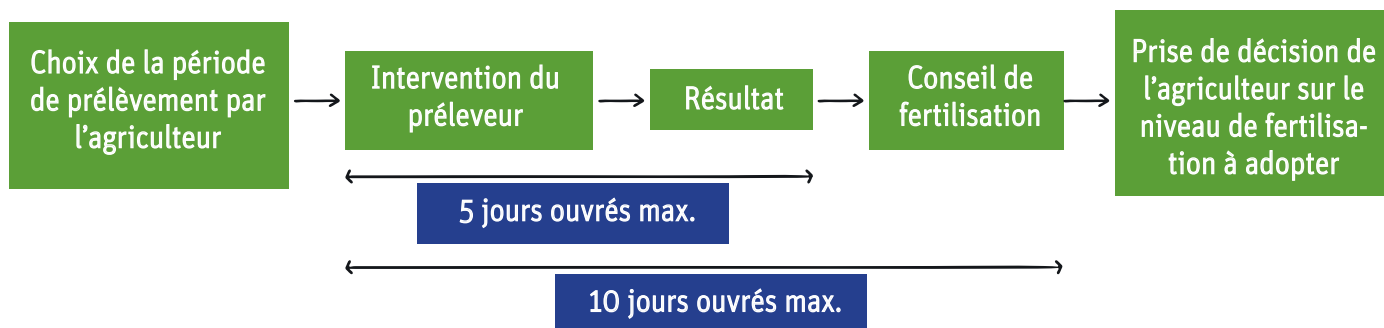 Choix de la période
de prélèvement par
l'agriculteur
Intervention du
préleveur
Résultat
Conseil de
fertilisation
Prise de décision de
l'agriculteur sur le
niveau de fertilisa-
tion à adopter
5 jours ouvrés max.
10 jours ouvrés max.